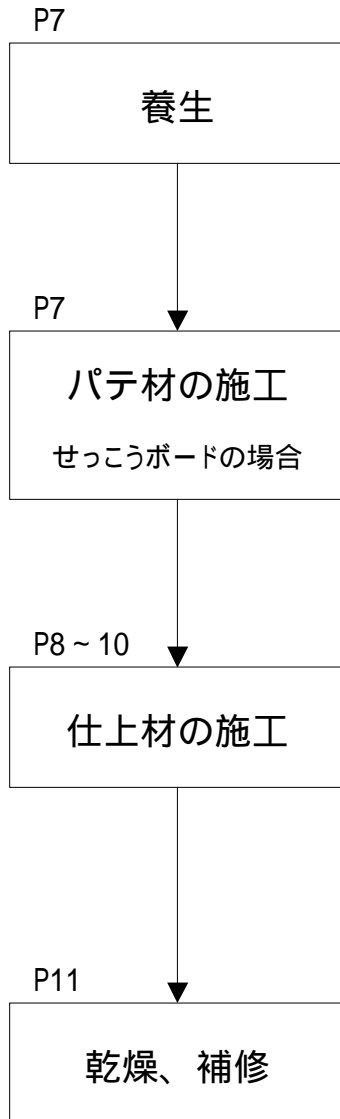 P7
養生
P7
パテ材の施工
せっこうボードの場合
P8 ~ 10
仕上材の施工
P11
乾燥、補修